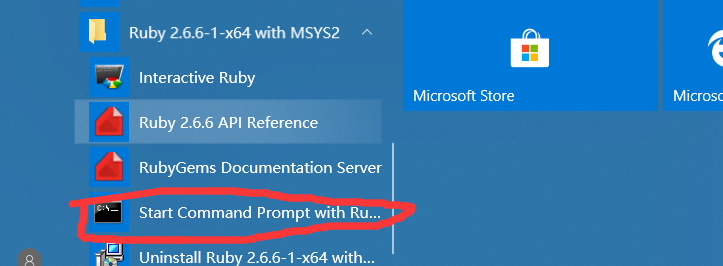 Ruby 2.6.6-1-x64 with MSYS2
Interactive Ruby
Ruby 2.6.6 API Reference
RubyGems Documentation Server
C:\
Start Command Prompt with Ru...
Uninstall Ruby 2.6.6-1-x64 with...
Microsoft Store
Microsc